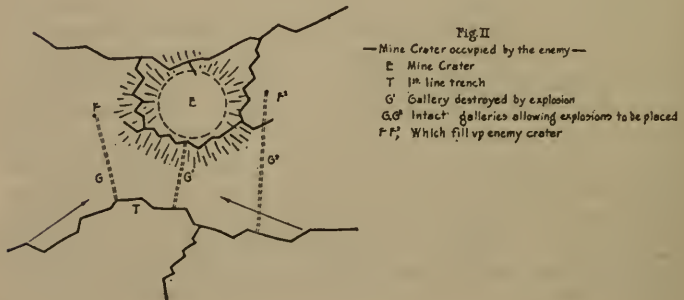 Fig. II
—Mine Crater occupied by the enemy—
E Mine Crater
T 1st line trench
G' Gallery destroyed by explosion
G,G² Intact galleries allowing explosions to be placed
F F², Which fill up enemy crater
E
F
F²
G
G'
G²
T